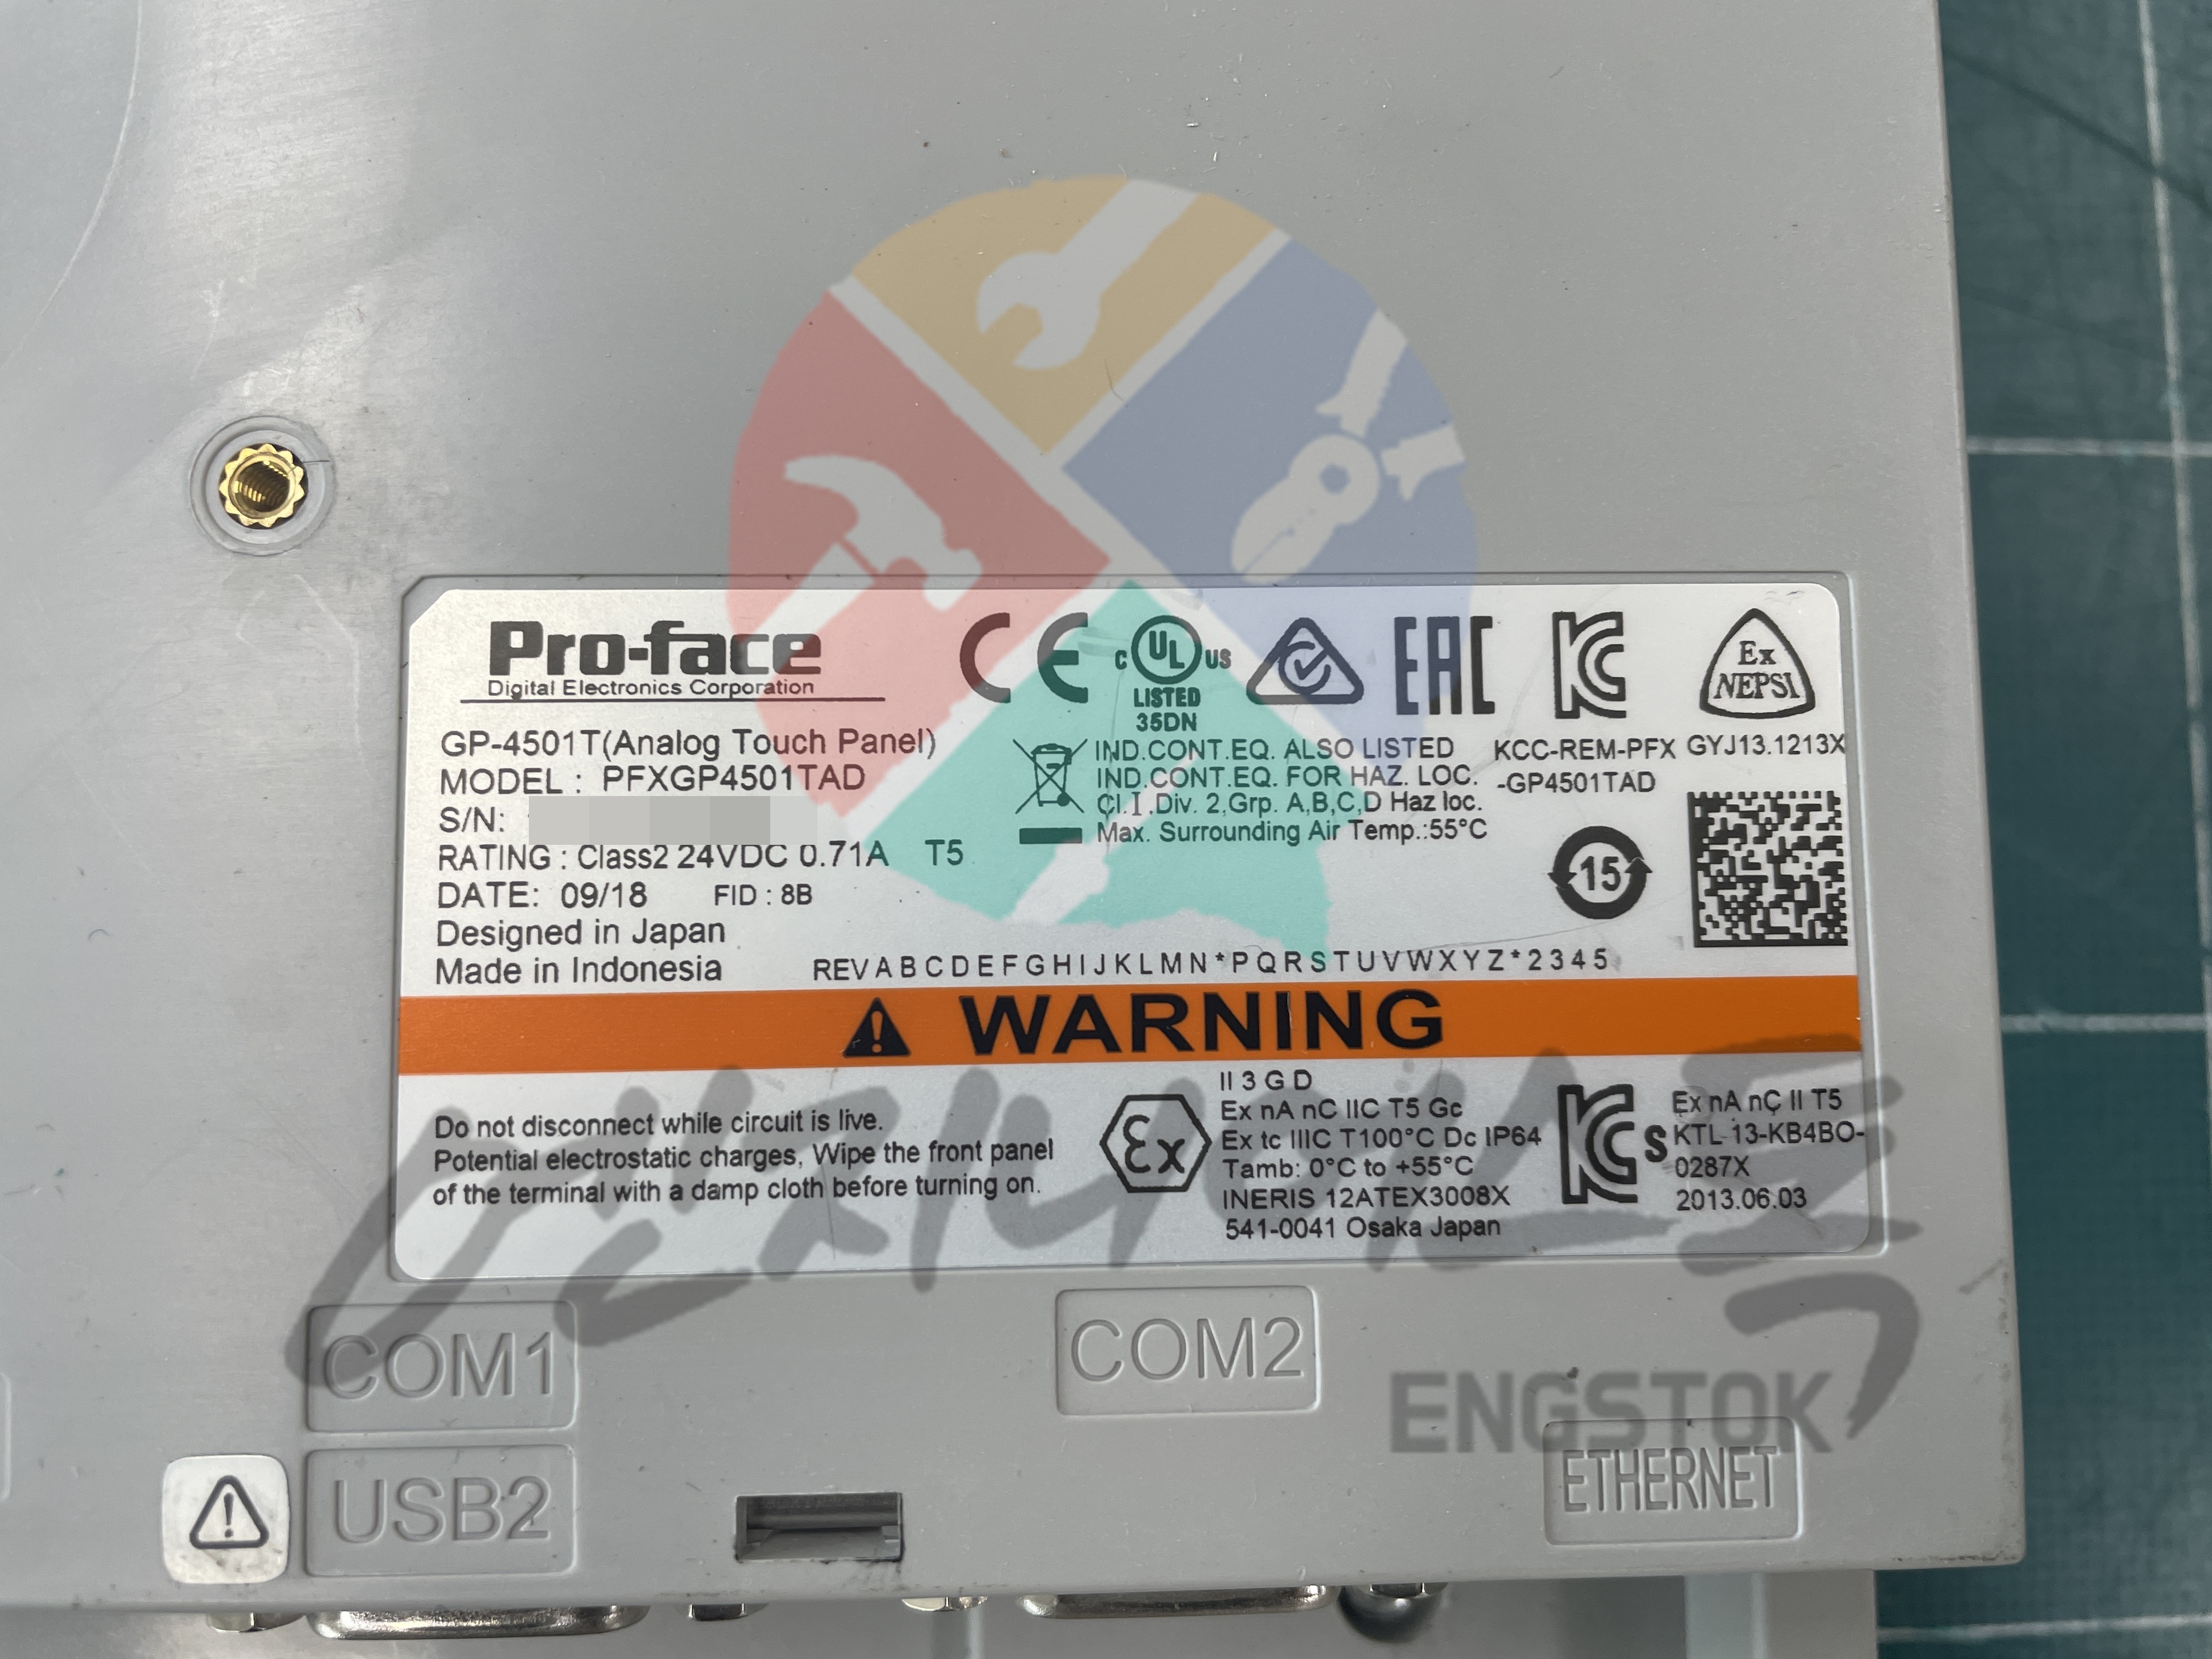 Pro-face
Digital Electronics Corporation
GP-4501T(Analog Touch Panel)
MODEL : PFXGP4501TAD
S/N:
RATING : Class2 24VDC 0.71A T5
DATE: 09/18 FID : 8B
Designed in Japan
Made in Indonesia
CE
C UL US
LISTED
35DN
EAC
Ex
NEPSI
IND.CONT.EQ. ALSO LISTED
IND.CONT.EQ. FOR HAZ. LOC.
Cl.I,Div. 2,Grp. A,B,C,D Haz loc.
Max. Surrounding Air Temp.:55°C
KCC-REM-PFX
-GP4501TAD
GYJ13.1213X
15
REV A B C D E F G H I J K L M N * P Q R S T U V W X Y Z * 2 3 4 5
WARNING
Do not disconnect while circuit is live.
Potential electrostatic charges, Wipe the front panel
of the terminal with a damp cloth before turning on.
Ex
II 3 G D
Ex nA nC IIC T5 Gc
Ex tc IIIC T100°C Dc IP64
Tamb: 0°C to +55°C
INERIS 12ATEX3008X
541-0041 Osaka Japan
KCs
Ex nA nC II T5
KTL-13-KB4BO-
0287X
2013.06.03
COM1
COM2
ENGSTOK
USB2
ETHERNET